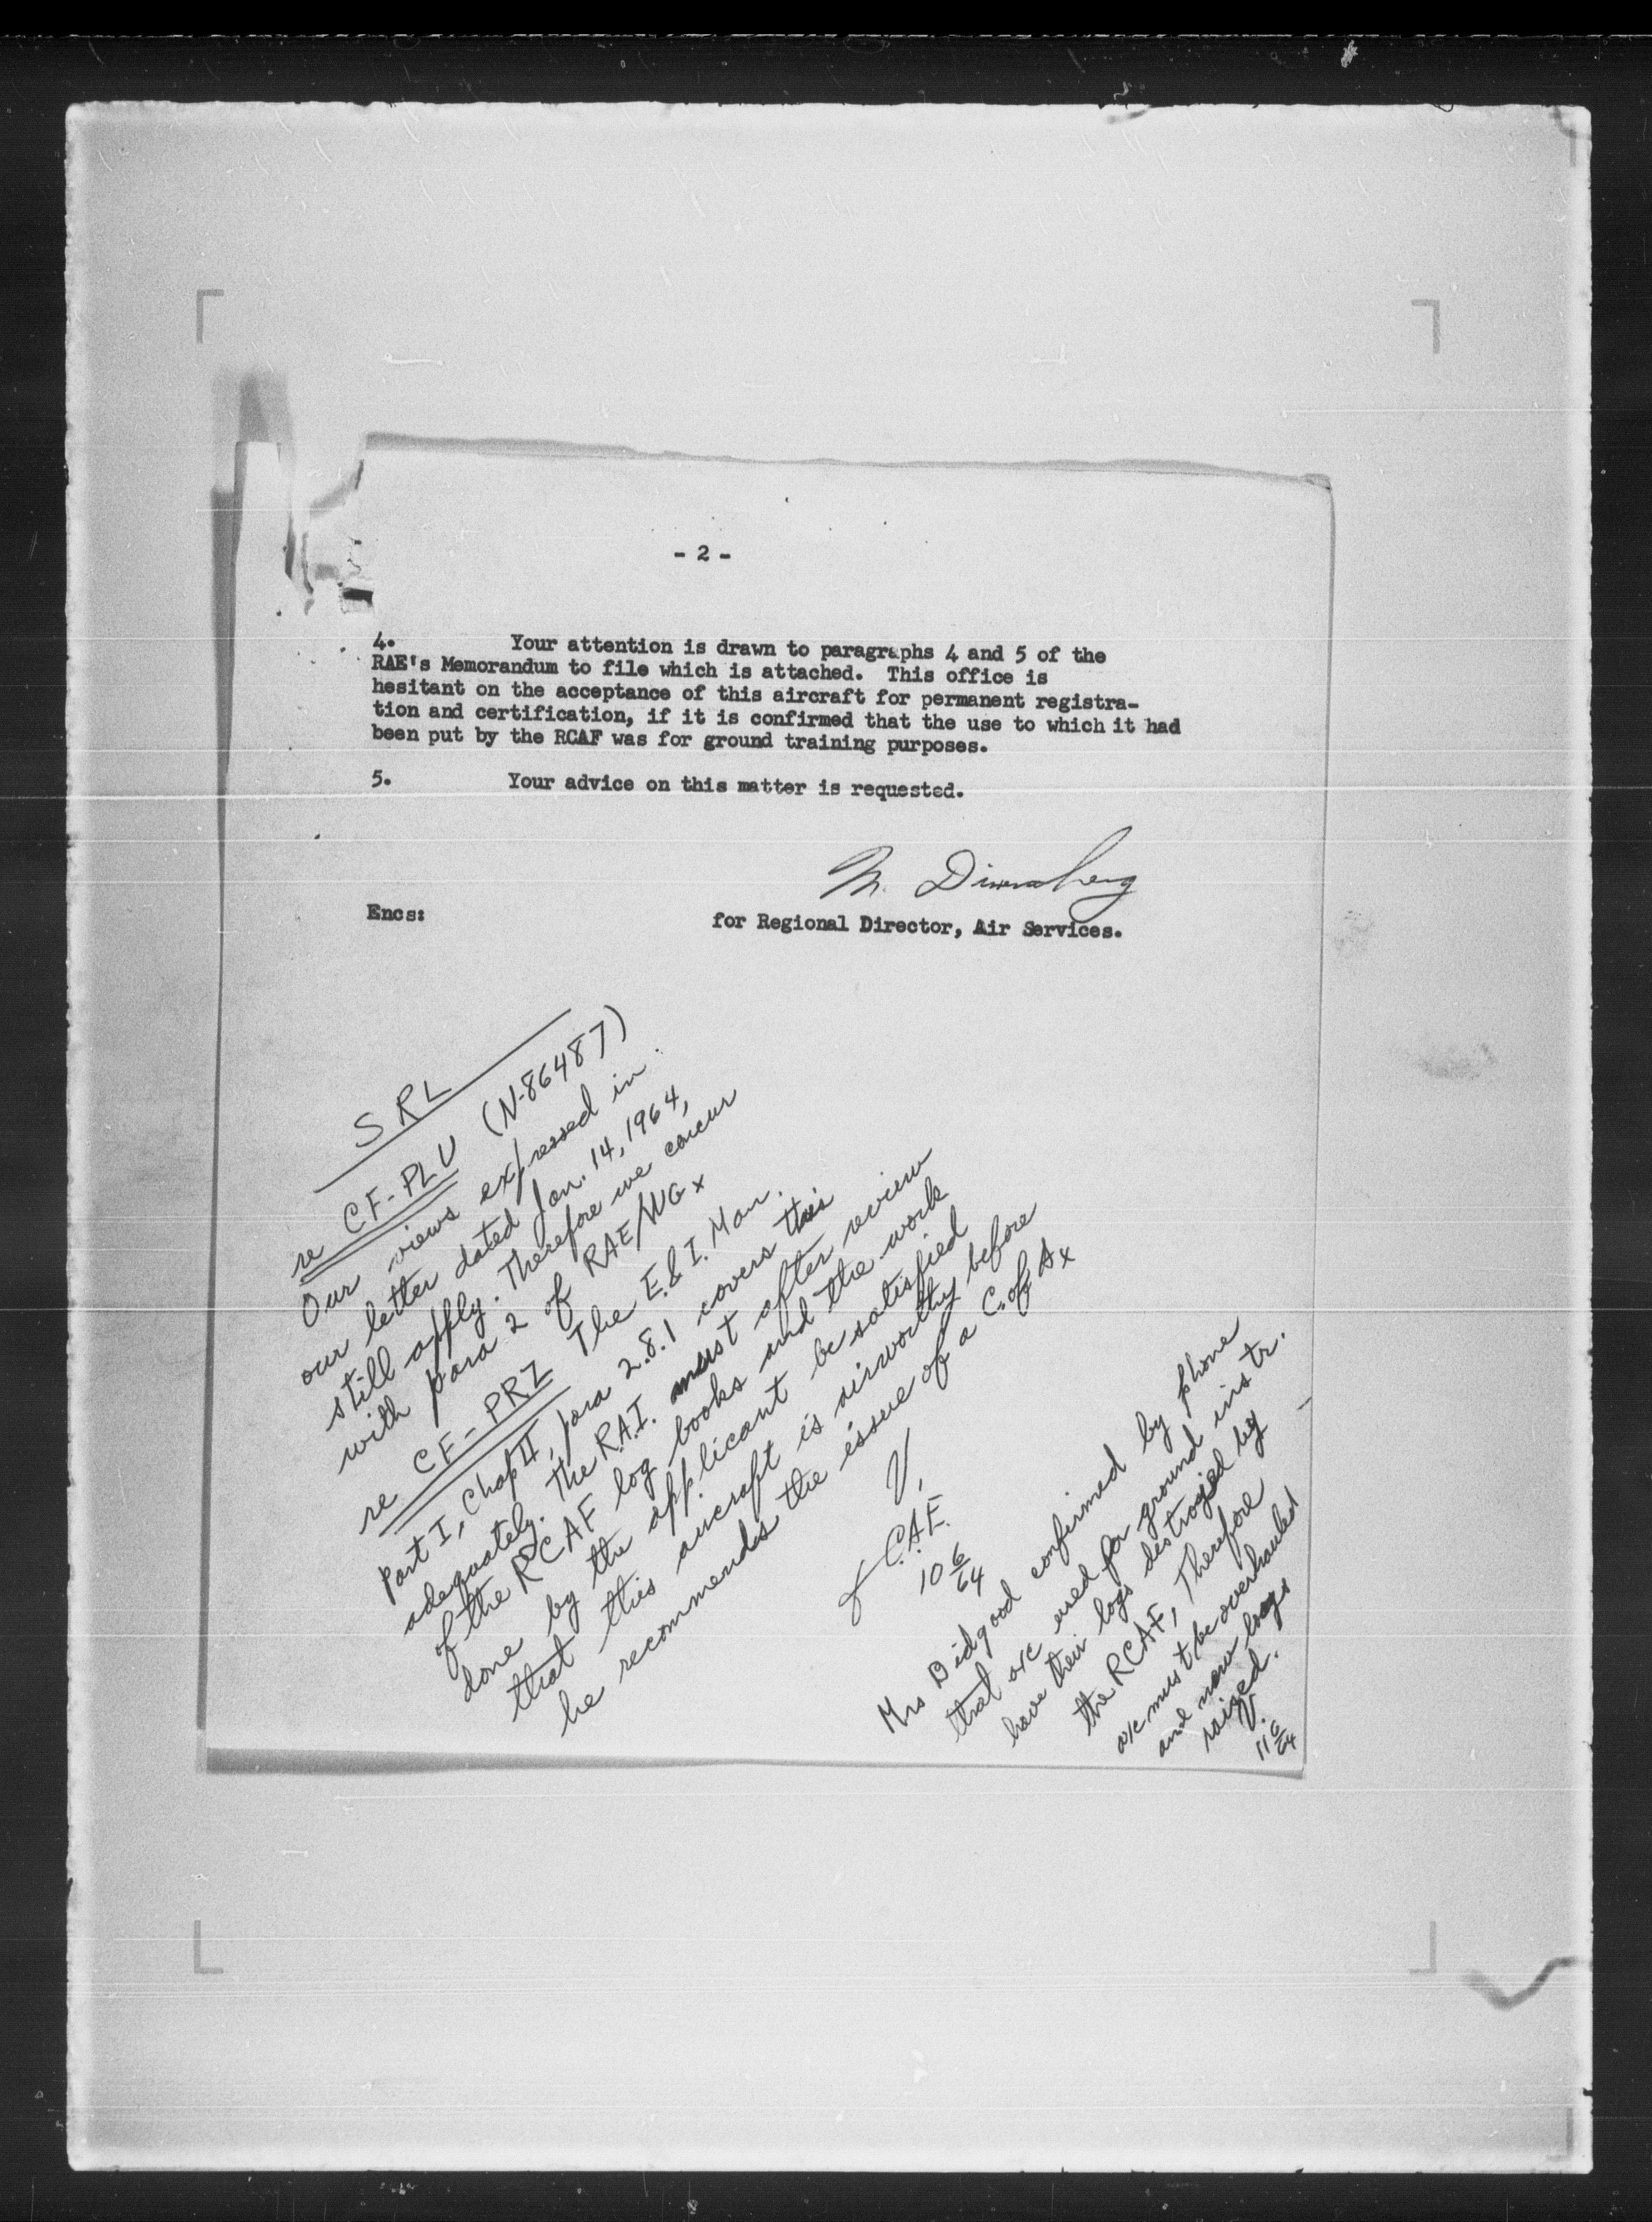 - 2 -
4. Your attention is drawn to paragraphs 4 and 5 of the
RAE's Memorandum to file which is attached. This office is
hesitant on the acceptance of this aircraft for permanent registra-
tion and certification, if it is confirmed that the use to which it had
been put by the RCAF was for ground training purposes.
5. Your advice on this matter is requested.
Encs:
for Regional Director, Air Services.
SRL
re CF-PLU (N-86487)
Our views expressed in
our letter dated Jan. 14, 1964,
still apply. Therefore we concur
with para 2 of RAE/WG x
re CF-PRZ The E.& I. Man.
Part I, Chap II, para 2.8.1 covers this
adequately. The R.A.I. must after review
of the RCAF log books and the work
done by the applicant be satisfied
that this aircraft is airworthy before
he recommends the issue of a C. of A x
V.
C.A.E.
10 6/64
Mrs Bidgood confirmed by phone
that a/c used for ground instr.
have their logs destroyed by
the RCAF, Therefore
a/c must be overhauled
and new logs
raized.
V.
11 6/64